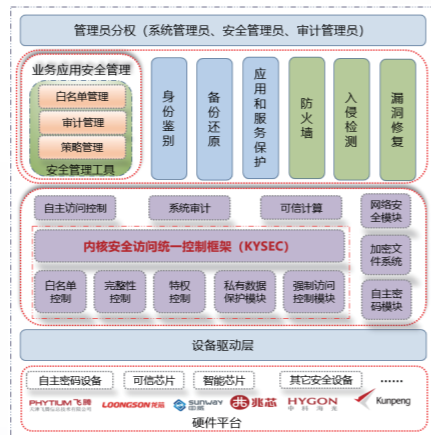 管理员分权（系统管理员、安全管理员、审计管理员）
业务应用安全管理
白名单管理
审计管理
策略管理
安全管理工具
身份鉴别
备份还原
应用和服务保护
防火墙
入侵检测
漏洞修复
自主访问控制
系统审计
可信计算
网络安
全模块
内核安全访问统一控制框架（KYSEC）
加密文
件系统
白名单
控制
完整性
控制
特权
控制
私有数据
保护模块
强制访问
控制模块
自主密
码模块
设备驱动层
自主密码设备
可信芯片
智能芯片
其它安全设备
……
PHYTIUM飞腾
LOONGSON龙芯
SUNWAY
申威
兆芯
HYGON
中科海光
Kunpeng
硬件平台